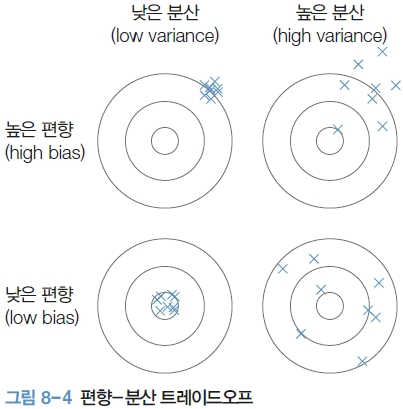 낮은 분산
(low variance)
높은 분산
(high variance)
높은 편향
(high bias)
낮은 편향
(low bias)
그림 8-4 편향-분산 트레이드오프